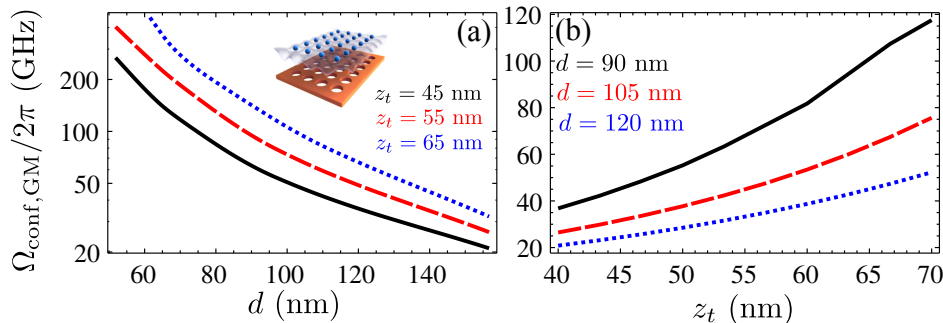 Ω_conf,GM/2π (GHz)
200
100
50
20
(a)
z_t = 45 nm
z_t = 55 nm
z_t = 65 nm
60 80 100 120 140
d (nm)
120
100
80
60
40
20
(b)
d = 90 nm
d = 105 nm
d = 120 nm
40 45 50 55 60 65 70
z_t (nm)